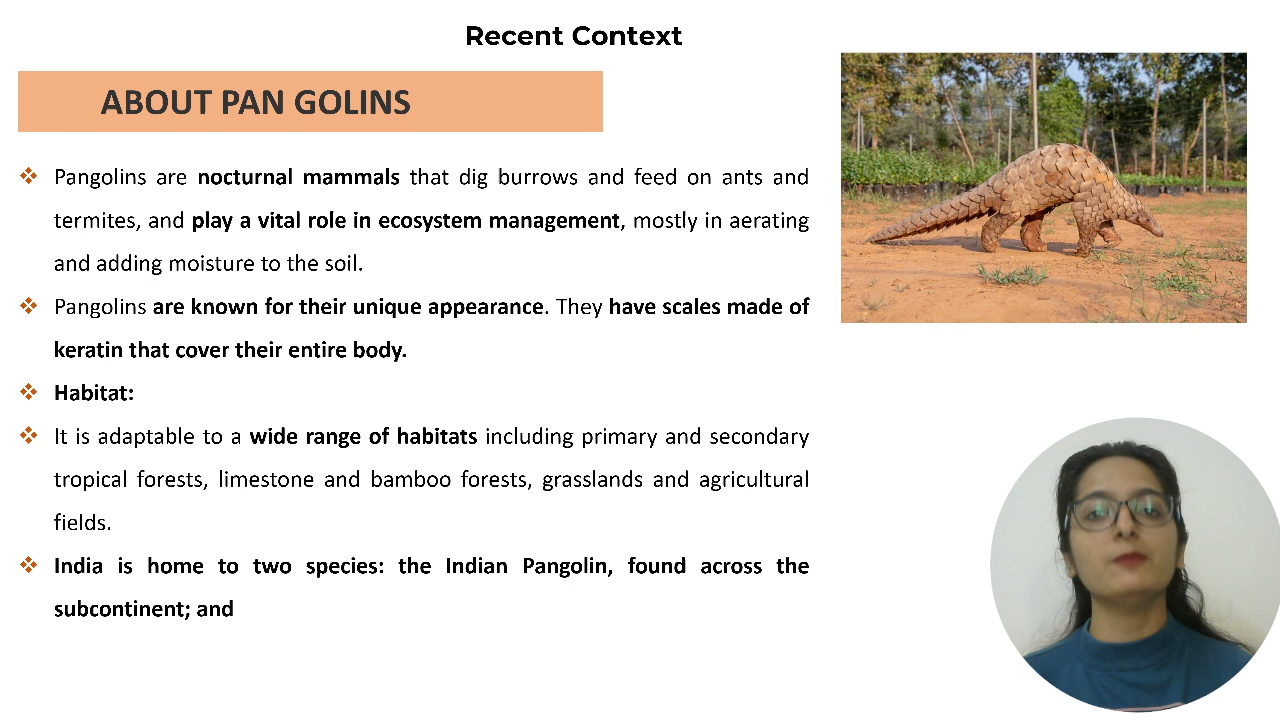 Recent Context
ABOUT PAN GOLINS
❖ Pangolins are nocturnal mammals that dig burrows and feed on ants and
termites, and play a vital role in ecosystem management, mostly in aerating
and adding moisture to the soil.
❖ Pangolins are known for their unique appearance. They have scales made of
keratin that cover their entire body.
❖ Habitat:
❖ It is adaptable to a wide range of habitats including primary and secondary
tropical forests, limestone and bamboo forests, grasslands and agricultural
fields.
❖ India is home to two species: the Indian Pangolin, found across the
subcontinent; and